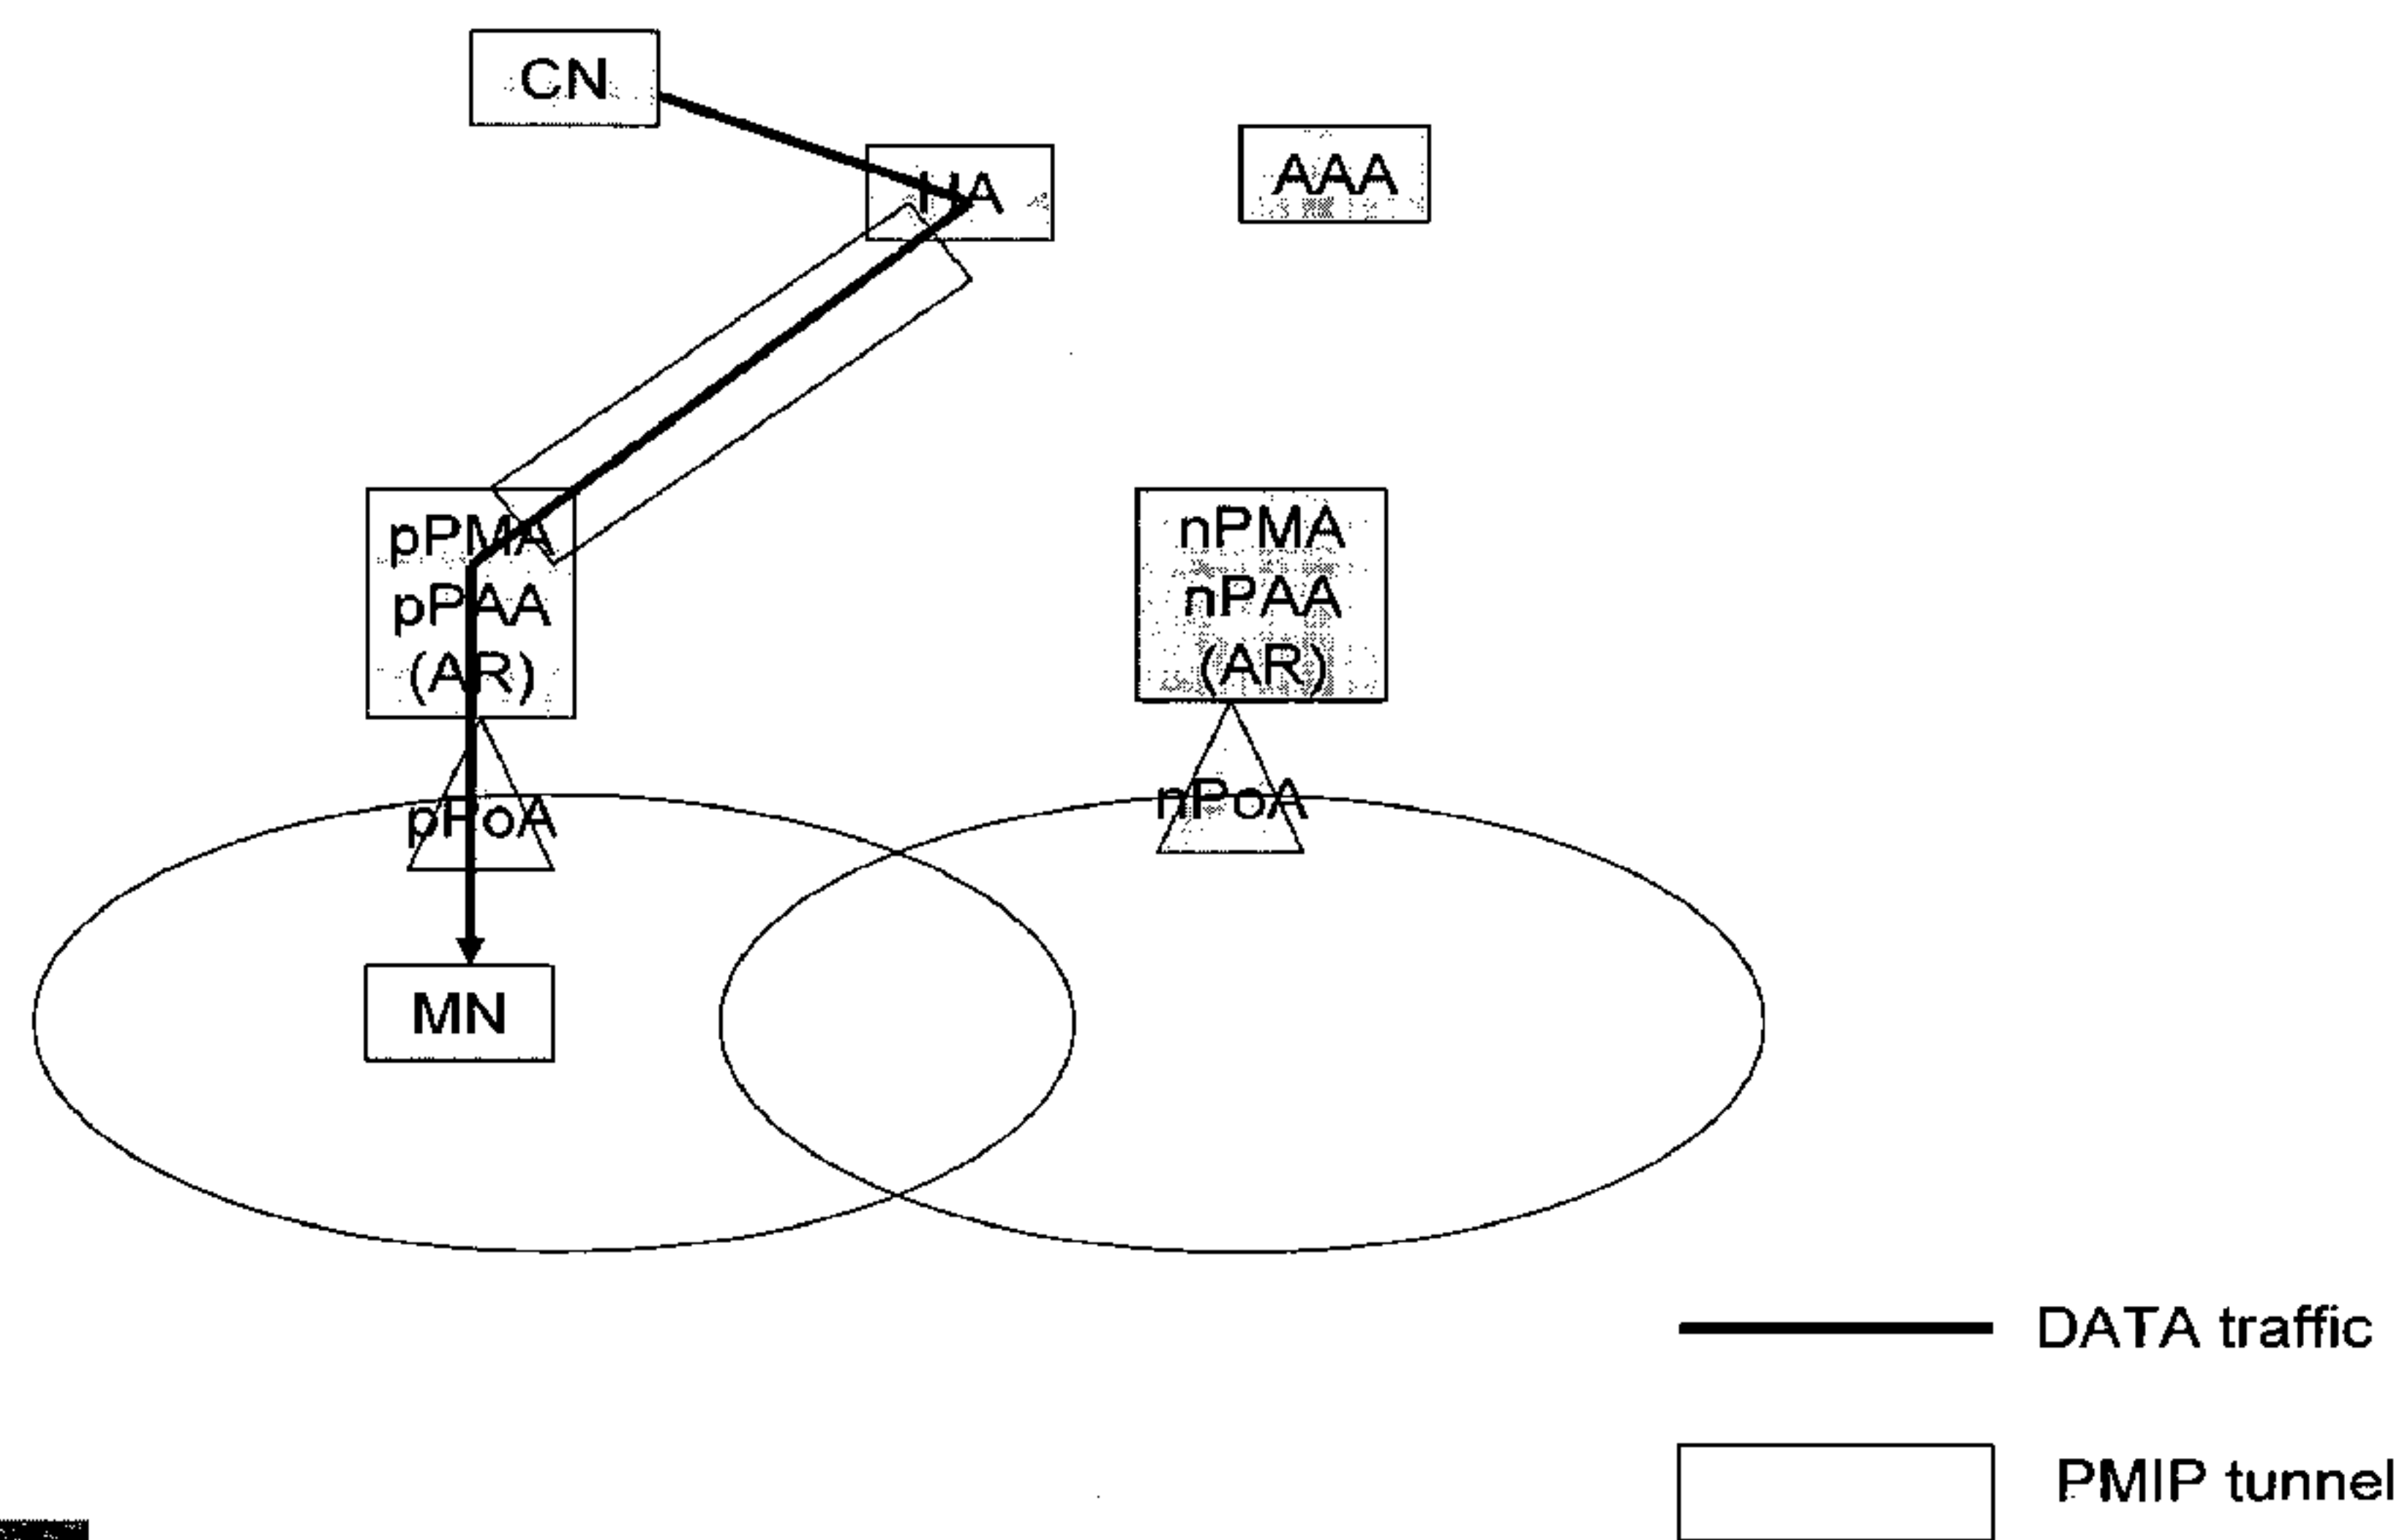 CN
HA
AAA
pPMA
pPAA
(AR)
nPMA
nPAA
(AR)
pPoA
nPoA
MN
DATA traffic
PMIP tunnel